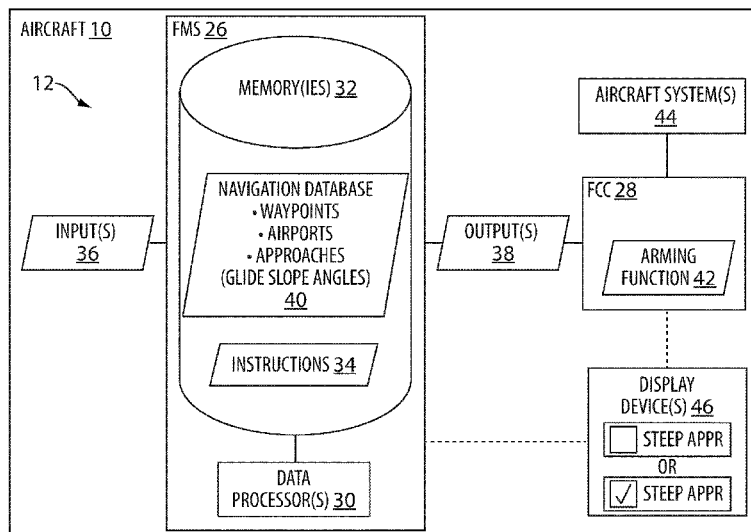 AIRCRAFT 10
12
FMS 26
MEMORY(IES) 32
NAVIGATION DATABASE
• WAYPOINTS
• AIRPORTS
• APPROACHES
(GLIDE SLOPE ANGLES)
40
INSTRUCTIONS 34
DATA
PROCESSOR(S) 30
INPUT(S)
36
OUTPUT(S)
38
AIRCRAFT SYSTEM(S)
44
FCC 28
ARMING
FUNCTION 42
DISPLAY
DEVICE(S) 46
STEEP APPR
OR
✓ STEEP APPR